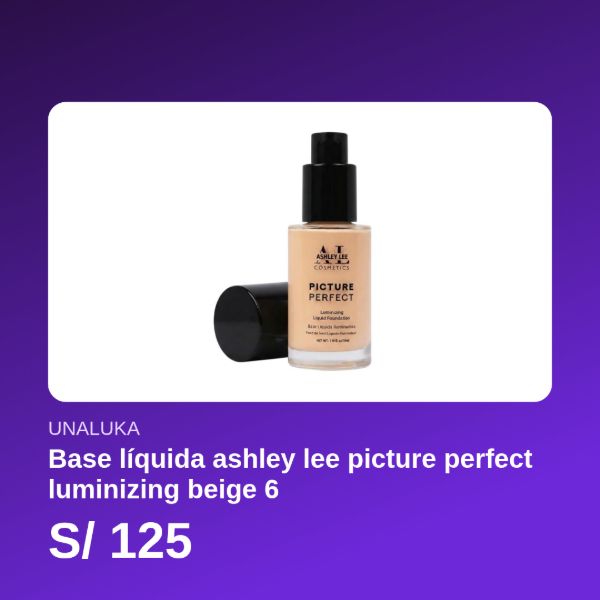 AL
ASHLEY LEE
COSMETICS
PICTURE
PERFECT
Luminizing
Liquid Foundation
Base Líquida Iluminadora
UNALUKA
Base líquida ashley lee picture perfect
luminizing beige 6
S/ 125